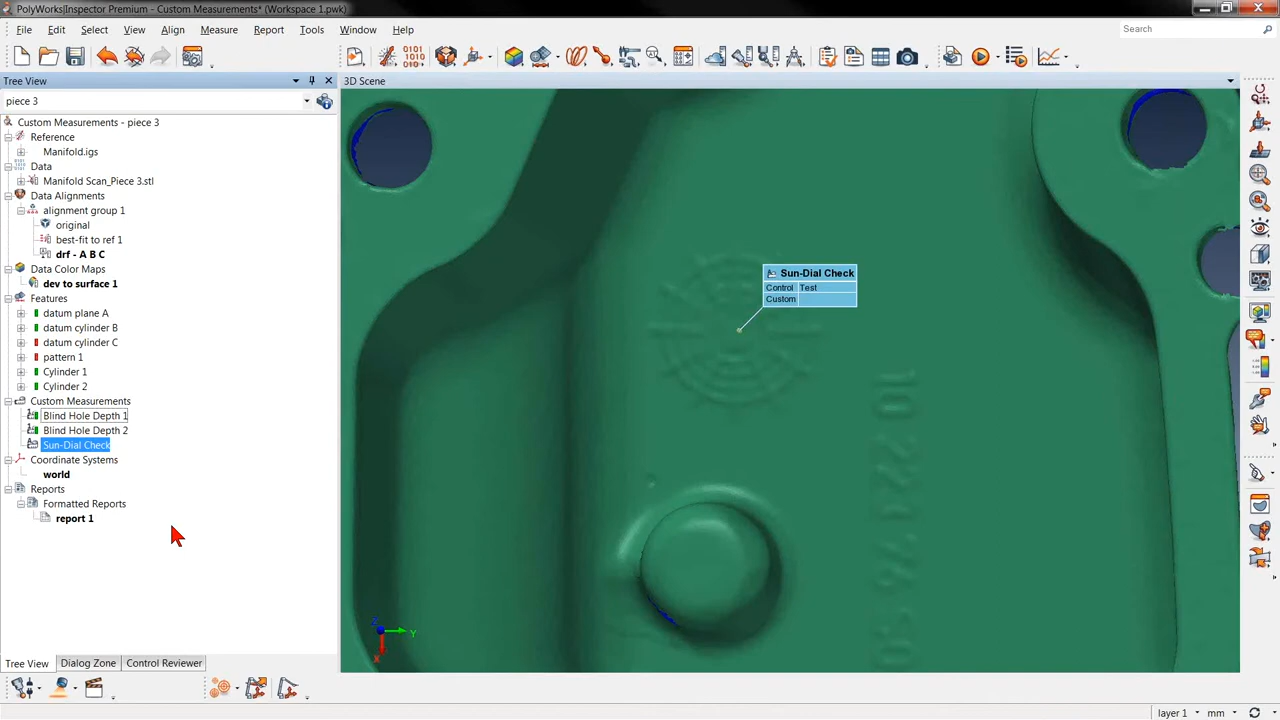 PolyWorks|Inspector Premium - Custom Measurements* (Workspace 1.pwk)
File Edit Select View Align Measure Report Tools Window Help
Search
Tree View
3D Scene
piece 3
Custom Measurements - piece 3
Reference
Manifold.igs
Data
Manifold Scan_Piece 3.stl
Data Alignments
alignment group 1
original
best-fit to ref 1
drf - A B C
Data Color Maps
dev to surface 1
Features
datum plane A
datum cylinder B
datum cylinder C
pattern 1
Cylinder 1
Cylinder 2
Custom Measurements
Blind Hole Depth 1
Blind Hole Depth 2
Sun-Dial Check
Coordinate Systems
world
Reports
Formatted Reports
report 1
Sun-Dial Check
Control Test
Custom
Z
Y
X
Tree View Dialog Zone Control Reviewer
layer 1 mm